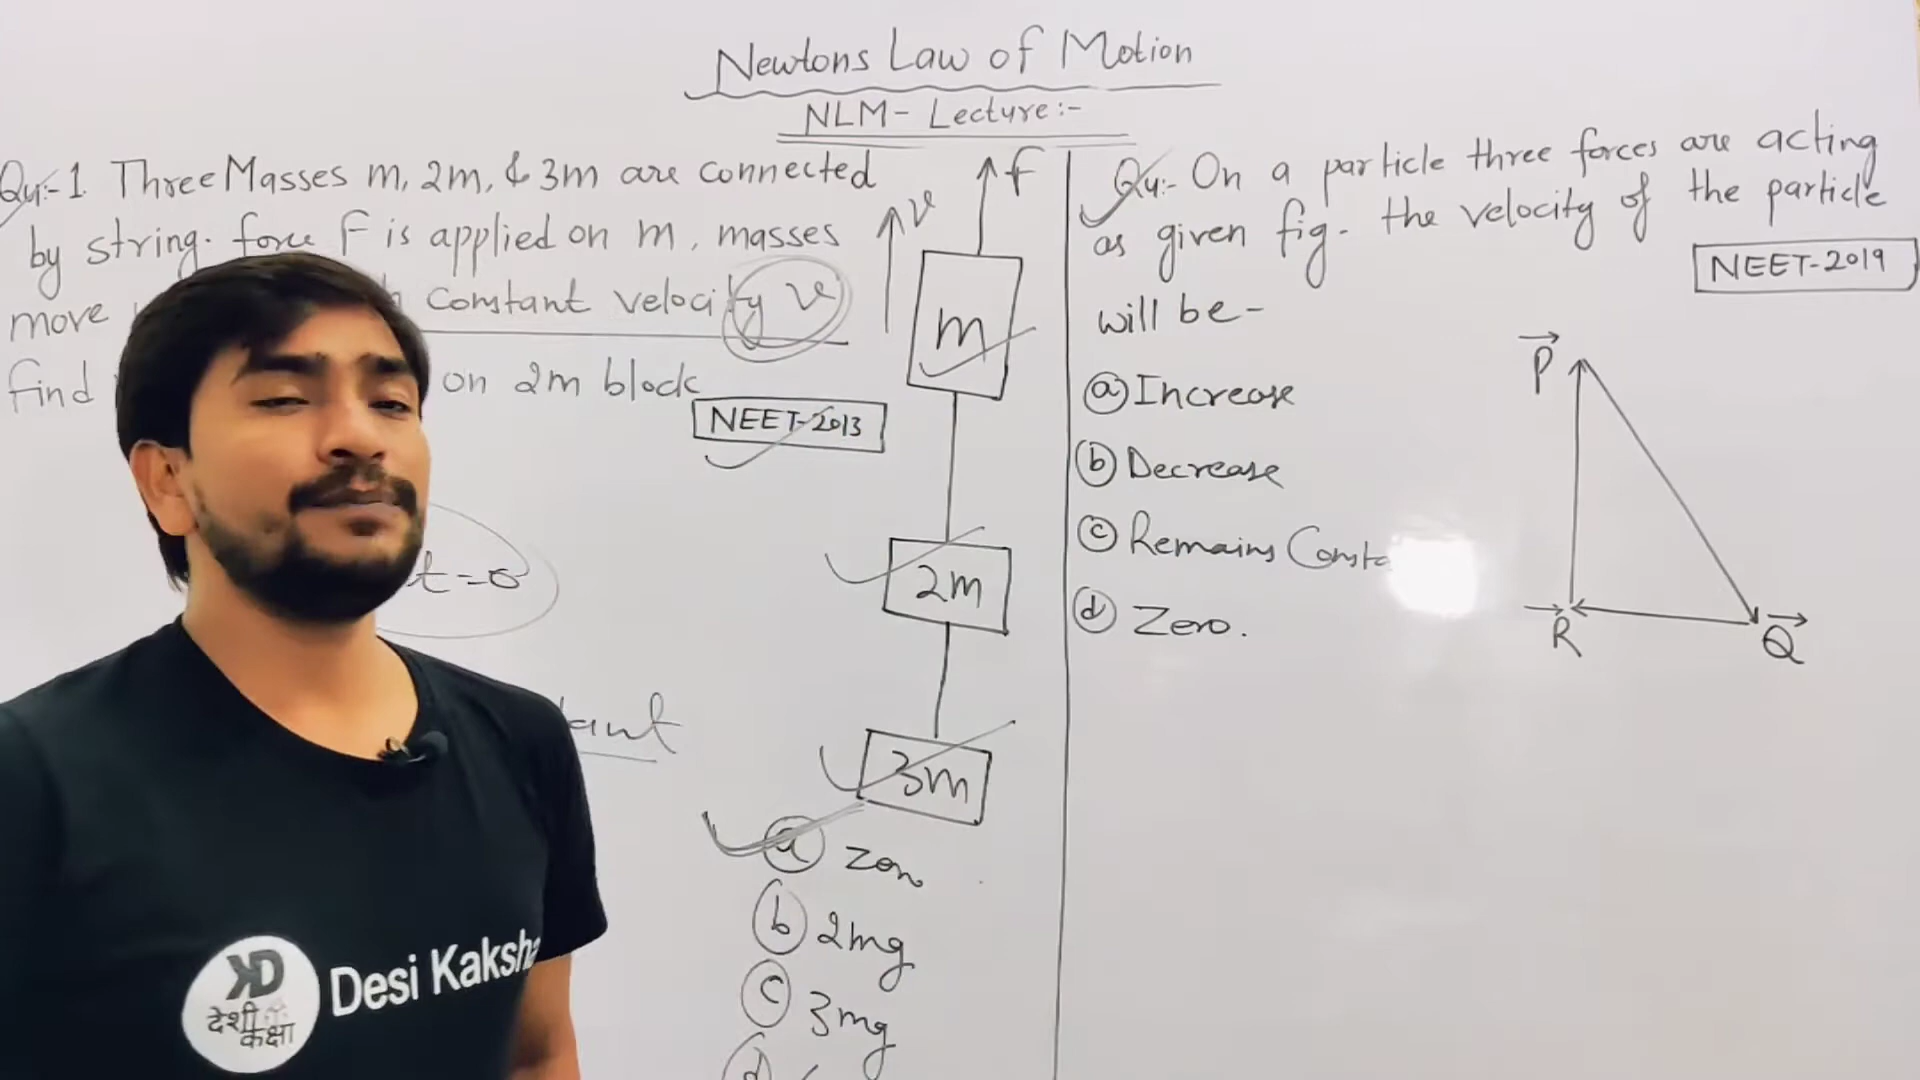 Newtons Law of Motion
NLM- Lecture:-
Qu:-1. Three Masses m, 2m, & 3m are connected
by string. force F is applied on m, masses
move constant velocity v
find on 2m block
NEET-2013
t=0
tant
F
v
m
2m
3m
a zero
b 2mg
c 3mg
d
Qu:- On a particle three forces are acting
as given fig. the velocity of the particle
will be-
NEET-2019
a Increase
b Decrease
c Remains Consta
d Zero.
P
R
Q
KD
देशी
कक्षा
Desi Kaksha